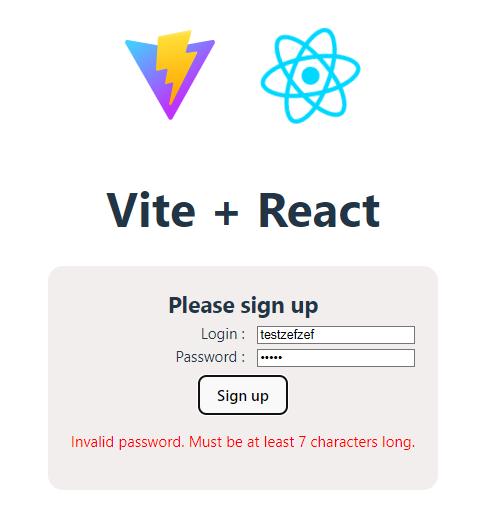 Vite + React
Please sign up
Login : testzefzef
Password : •••••
Sign up
Invalid password. Must be at least 7 characters long.